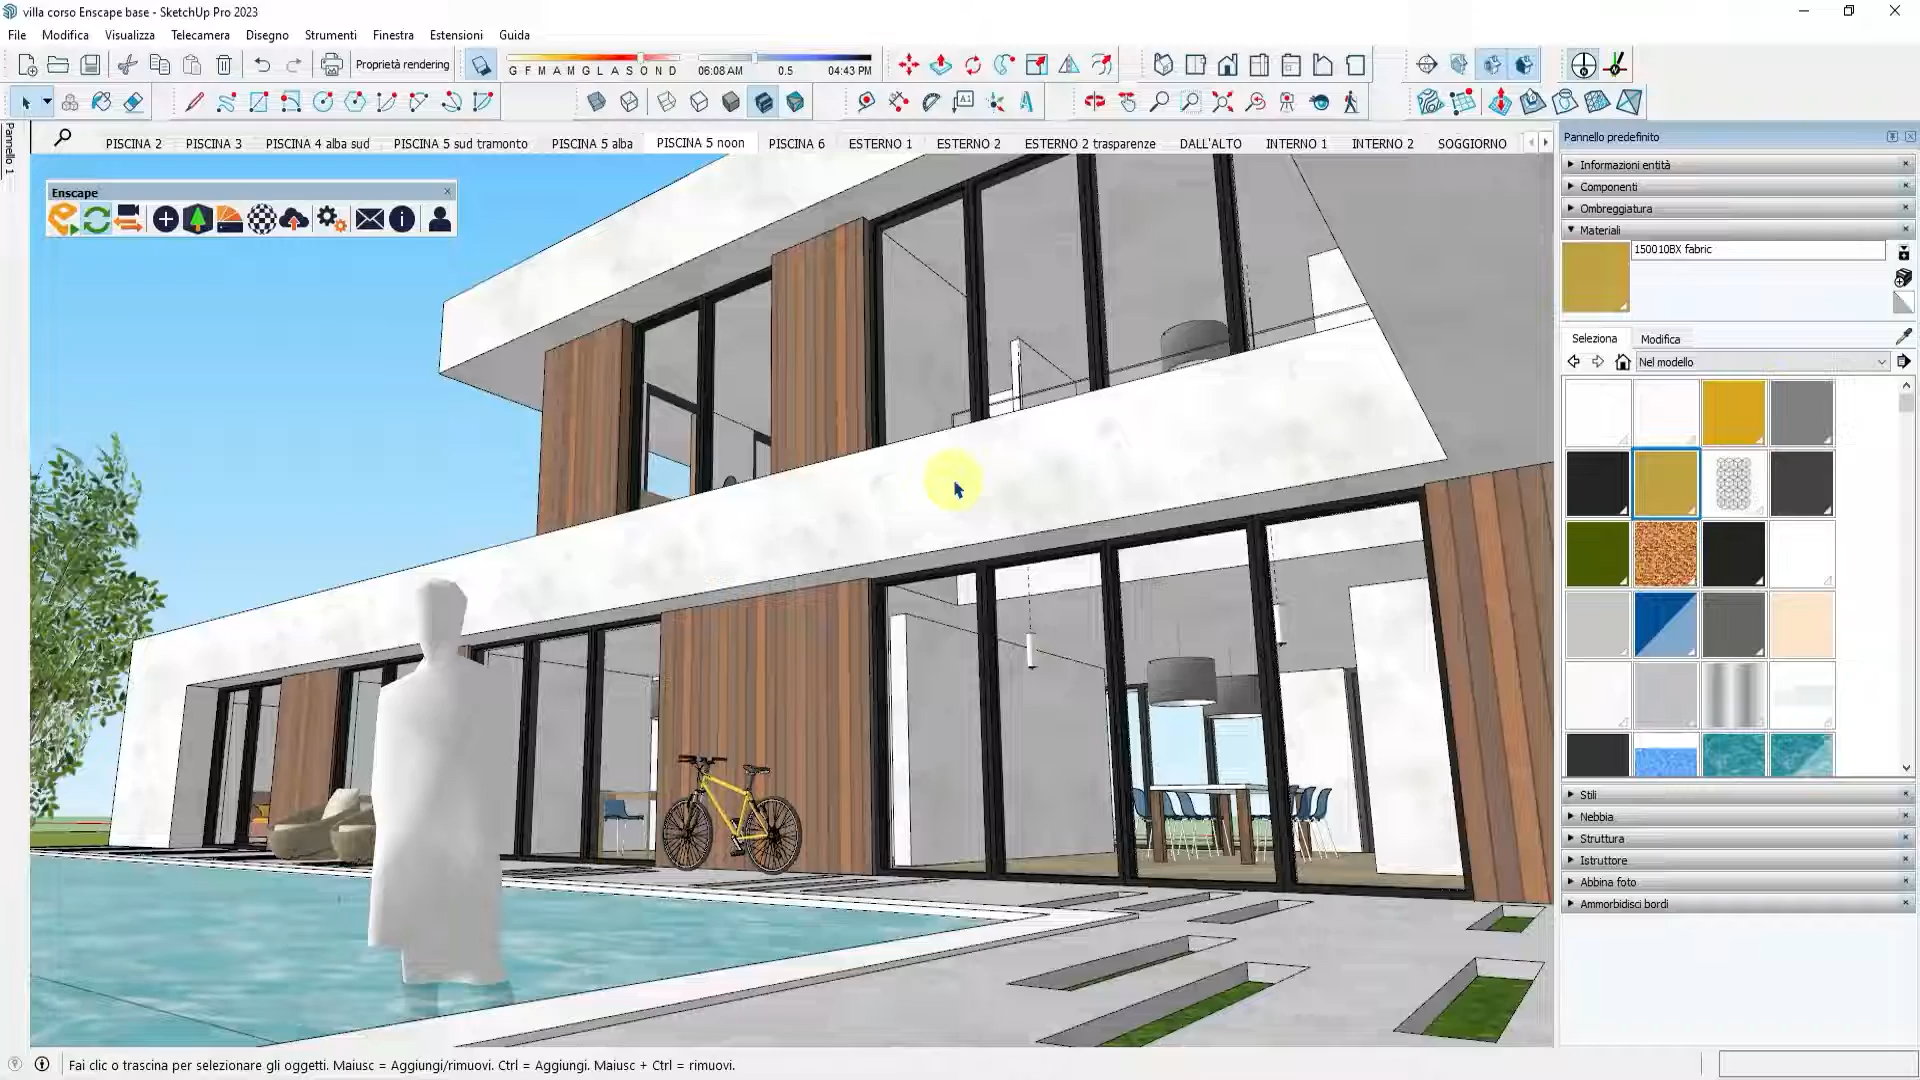 villa corso Enscape base - SketchUp Pro 2023
File Modifica Visualizza Telecamera Disegno Strumenti Finestra Estensioni Guida
Proprietà rendering
G F M A M G L A S O N D 06:08 AM 0.5 04:43 PM
PISCINA 2 PISCINA 3 PISCINA 4 alba sud PISCINA 5 sud tramonto PISCINA 5 alba PISCINA 5 noon PISCINA 6 ESTERNO 1 ESTERNO 2 ESTERNO 2 trasparenze DALL'ALTO INTERNO 1 INTERNO 2 SOGGIORNO
Pannello 1
Enscape
Pannello predefinito
Informazioni entità
Componenti
Ombreggiatura
Materiali
150010BX fabric
Seleziona Modifica
Nel modello
Stili
Nebbia
Struttura
Istruttore
Abbina foto
Ammorbidisci bordi
Fai clic o trascina per selezionare gli oggetti. Maiusc = Aggiungi/rimuovi. Ctrl = Aggiungi. Maiusc + Ctrl = rimuovi.